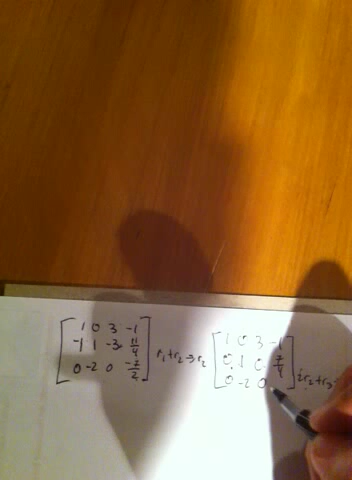 1 0 3 -1
-1 1 -3 11/4
0 -2 0 -7/2
r₁+r₂→r₂
1 0 3 -1
0 1 0 7/4
0 -2 0
2r₂+r₃